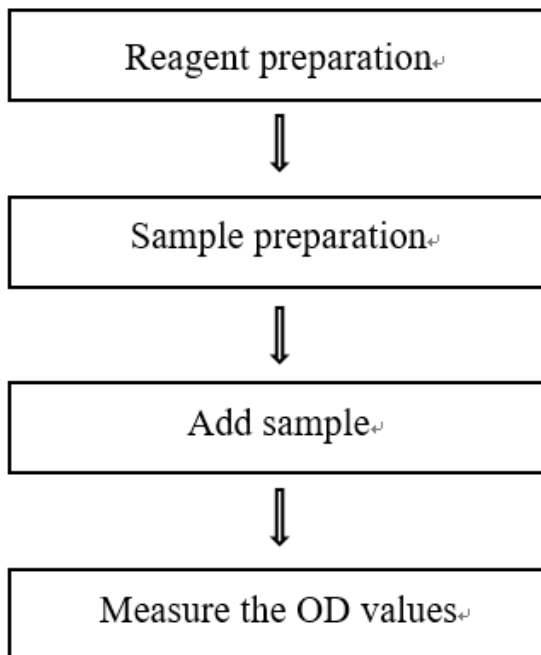 Reagent preparation↵
Sample preparation↵
Add sample↵
Measure the OD values↵